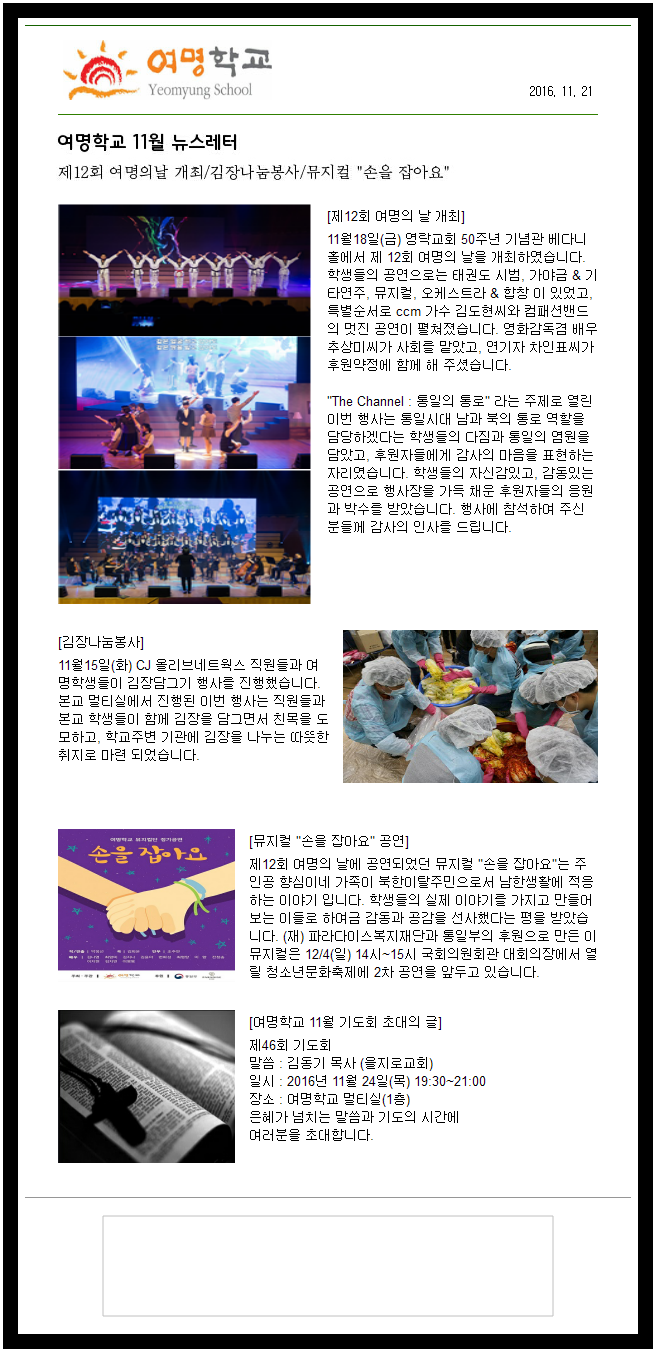 여명학교
Yeomyung School
2016, 11, 21
여명학교 11월 뉴스레터
제12회 여명의날 개최/김장나눔봉사/뮤지컬 "손을 잡아요"
[제12회 여명의 날 개최]
11월18일(금) 영락교회 50주년 기념관 베다니
홀에서 제 12회 여명의 날을 개최하였습니다.
학생들의 공연으로는 태권도 시범, 가야금 & 기
타연주, 뮤지컬, 오케스트라 & 합창 이 있었고,
특별순서로 ccm 가수 김도현씨와 컴패션밴드
의 멋진 공연이 펼쳐졌습니다. 영화감독겸 배우
추상미씨가 사회를 맡았고, 연기자 차인표씨가
후원약정에 함께 해 주셨습니다.
"The Channel : 통일의 통로" 라는 주제로 열린
이번 행사는 통일시대 남과 북의 통로 역할을
담당하겠다는 학생들의 다짐과 통일의 염원을
담았고, 후원자들에게 감사의 마음을 표현하는
자리였습니다. 학생들의 자신감있고, 감동있는
공연으로 행사장을 가득 채운 후원자들의 응원
과 박수를 받았습니다. 행사에 참석하여 주신
분들께 감사의 인사를 드립니다.
[김장나눔봉사]
11월15일(화) CJ 올리브네트웍스 직원들과 여
명학생들이 김장담그기 행사를 진행했습니다.
본교 멀티실에서 진행된 이번 행사는 직원들과
본교 학생들이 함께 김장을 담그면서 친목을 도
모하고, 학교주변 기관에 김장을 나누는 따뜻한
취지로 마련 되었습니다.
여명학교 뮤지컬단 정기공연
손을 잡아요
[뮤지컬 "손을 잡아요" 공연]
제12회 여명의 날에 공연되었던 뮤지컬 "손을 잡아요"는 주
인공 향심이네 가족이 북한이탈주민으로서 남한생활에 적응
하는 이야기 입니다. 학생들의 실제 이야기를 가지고 만들어
보는 이들로 하여금 감동과 공감을 선사했다는 평을 받았습
니다. (재) 파라다이스복지재단과 통일부의 후원으로 만든 이
뮤지컬은 12/4(일) 14시~15시 국회의원회관 대회의장에서 열
릴 청소년문화축제에 2차 공연을 앞두고 있습니다.
[여명학교 11월 기도회 초대의 글]
제46회 기도회
말씀 : 김동기 목사 (을지로교회)
일시 : 2016년 11월 24일(목) 19:30~21:00
장소 : 여명학교 멀티실(1층)
은혜가 넘치는 말씀과 기도의 시간에
여러분을 초대합니다.